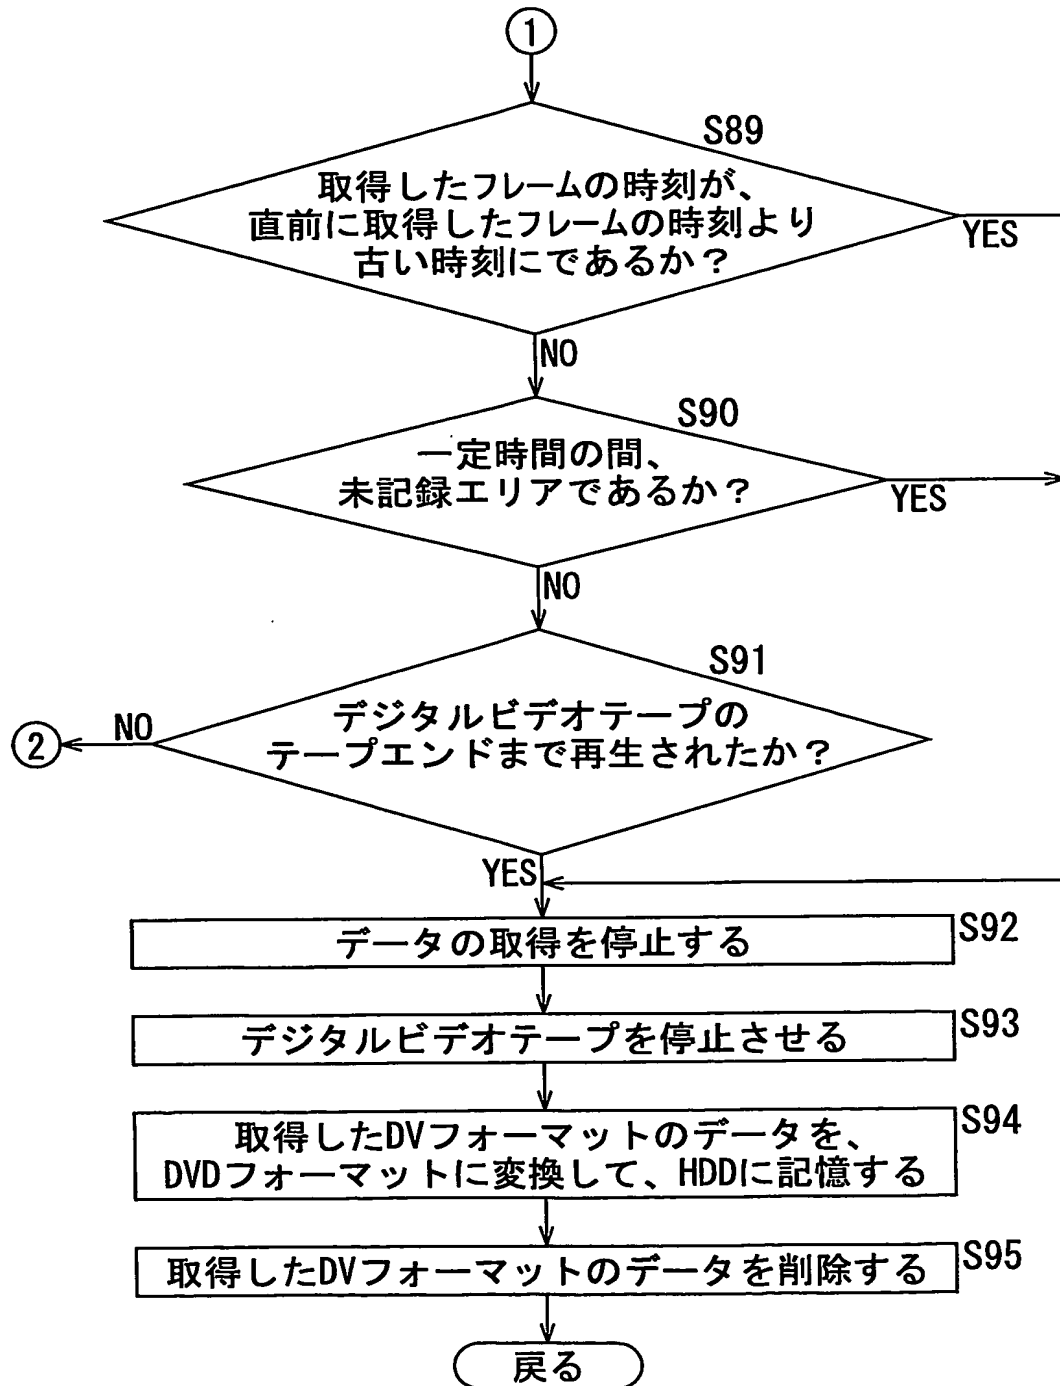 1
S89
取得したフレームの時刻が、
直前に取得したフレームの時刻より
古い時刻にであるか？
YES
NO
S90
一定時間の間、
未記録エリアであるか？
YES
NO
S91
デジタルビデオテープの
テープエンドまで再生されたか？
NO
2
YES
データの取得を停止する
S92
デジタルビデオテープを停止させる
S93
取得したDVフォーマットのデータを、
DVDフォーマットに変換して、HDDに記憶する
S94
取得したDVフォーマットのデータを削除する
S95
戻る